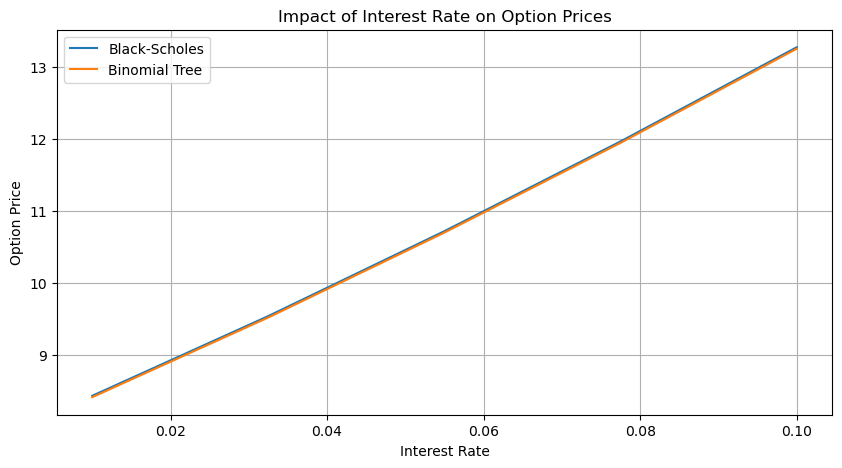 Impact of Interest Rate on Option Prices
Black-Scholes
Binomial Tree
Option Price
13
12
11
10
9
0.02
0.04
0.06
0.08
0.10
Interest Rate